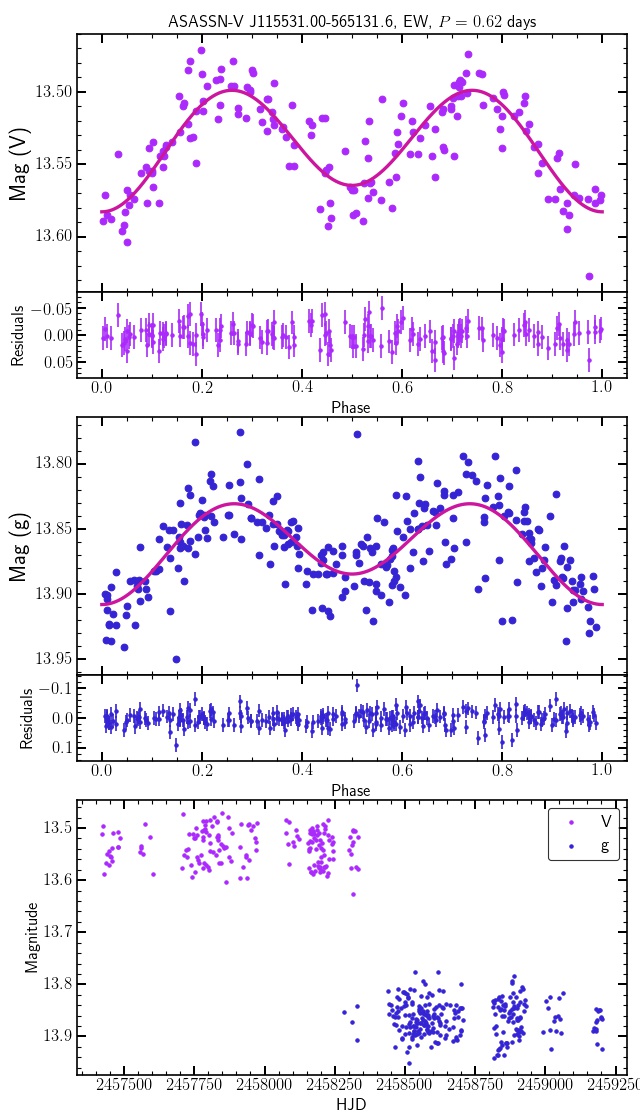 ASASSN-V J115531.00-565131.6, EW, P = 0.62 days
Mag (V)
13.50
13.55
13.60
Residuals
−0.05
0.00
0.05
0.0 0.2 0.4 0.6 0.8 1.0
Phase
Mag (g)
13.80
13.85
13.90
13.95
Residuals
−0.1
0.0
0.1
0.0 0.2 0.4 0.6 0.8 1.0
Phase
Magnitude
13.5
13.6
13.7
13.8
13.9
V
g
2457500 2457750 2458000 2458250 2458500 2458750 2459000 245925
HJD